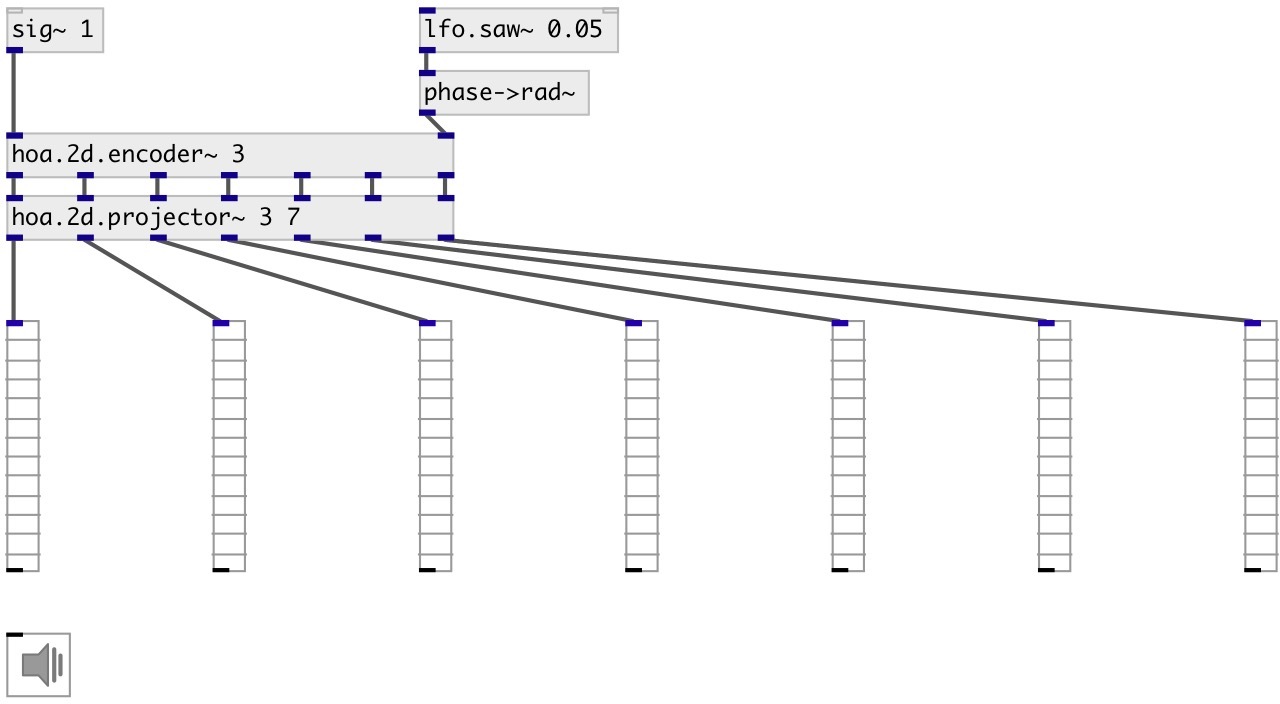 sig~ 1
lfo.saw~ 0.05
phase->rad~
hoa.2d.encoder~ 3
hoa.2d.projector~ 3 7